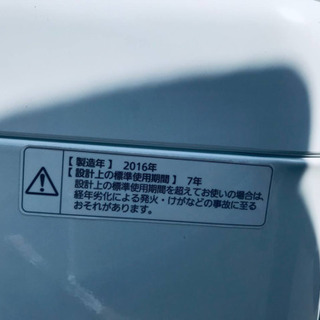 【製造年】 2016年
【設計上の標準使用期間】 7年
設計上の標準使用期間を超えてお使いの場合は、
経年劣化による発火・けがなどの事故に至る
おそれがあります。